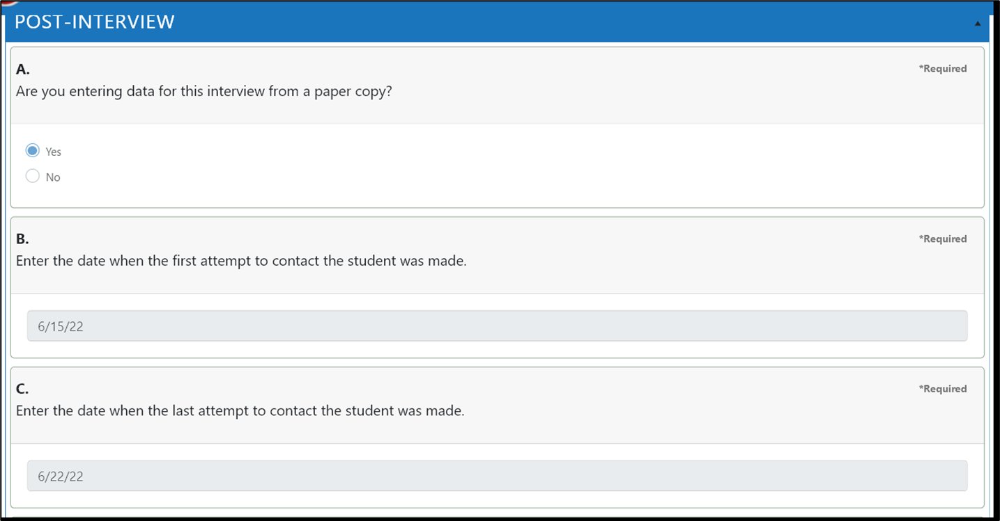 POST-INTERVIEW
A.
*Required
Are you entering data for this interview from a paper copy?
Yes
No
B.
*Required
Enter the date when the first attempt to contact the student was made.
6/15/22
C.
*Required
Enter the date when the last attempt to contact the student was made.
6/22/22